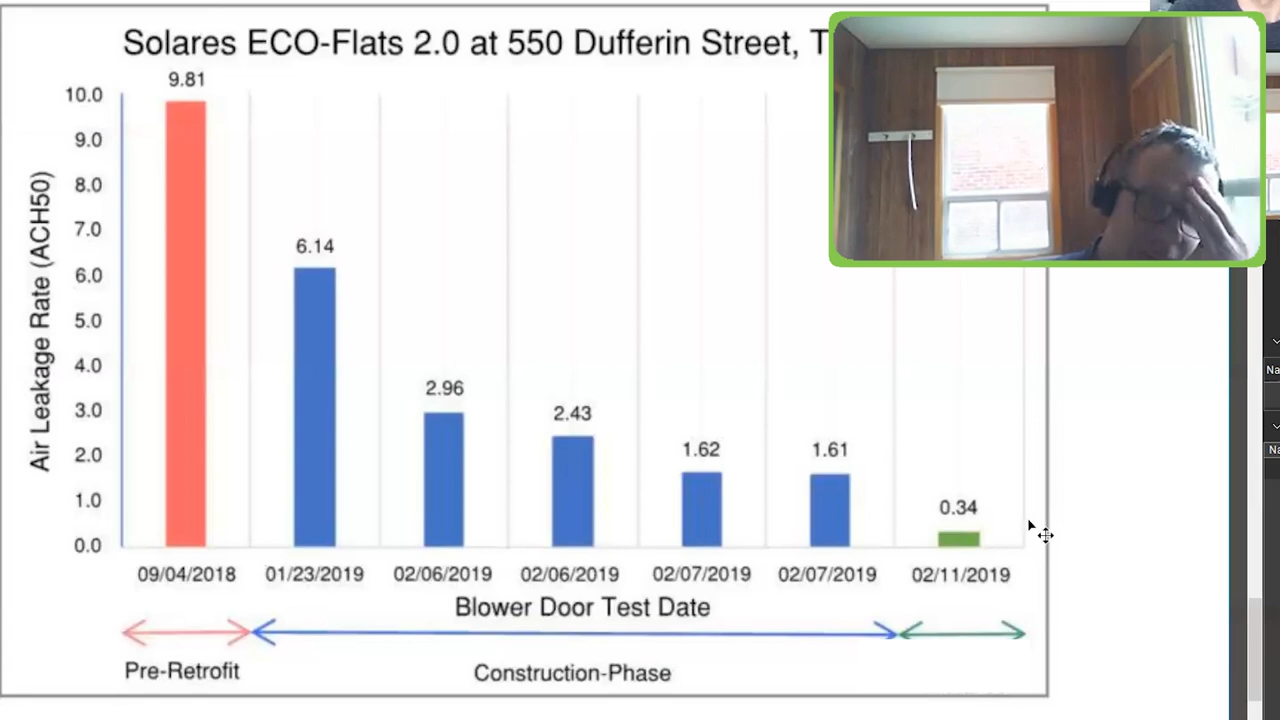 Solares ECO-Flats 2.0 at 550 Dufferin Street,
Air Leakage Rate (ACH50)
10.0
9.0
8.0
7.0
6.0
5.0
4.0
3.0
2.0
1.0
0.0
9.81
6.14
2.96
2.43
1.62
1.61
0.34
09/04/2018 01/23/2019 02/06/2019 02/06/2019 02/07/2019 02/07/2019 02/11/2019
Blower Door Test Date
Pre-Retrofit Construction-Phase
Na
Na